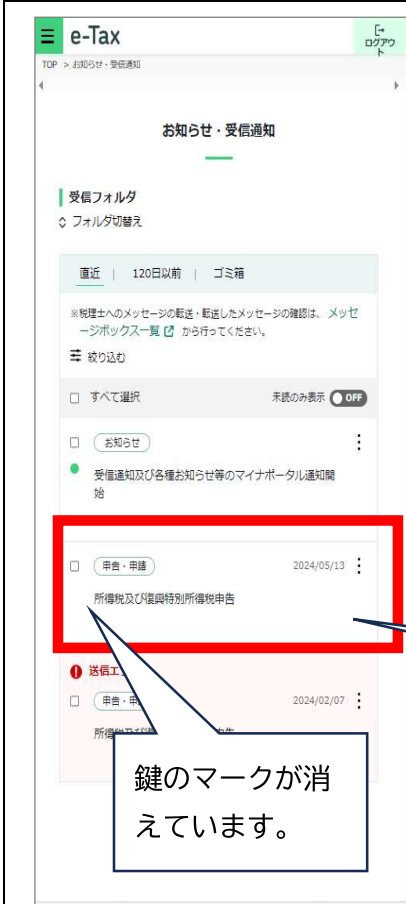 e-Tax
ログアウ
ト
TOP > お知らせ・受信通知
お知らせ・受信通知
受信フォルダ
フォルダ切替え
直近 | 120日以前 | ゴミ箱
※税理士へのメッセージの転送・転送したメッセージの確認は、 メッセ
ージボックス一覧 から行ってください。
絞り込む
すべて選択 未読のみ表示 OFF
お知らせ
受信通知及び各種お知らせ等のマイナポータル通知開
始
申告・申請 2024/05/13
所得税及び復興特別所得税申告
送信エ
申告・申 2024/02/07
所得
鍵のマークが消
えています。